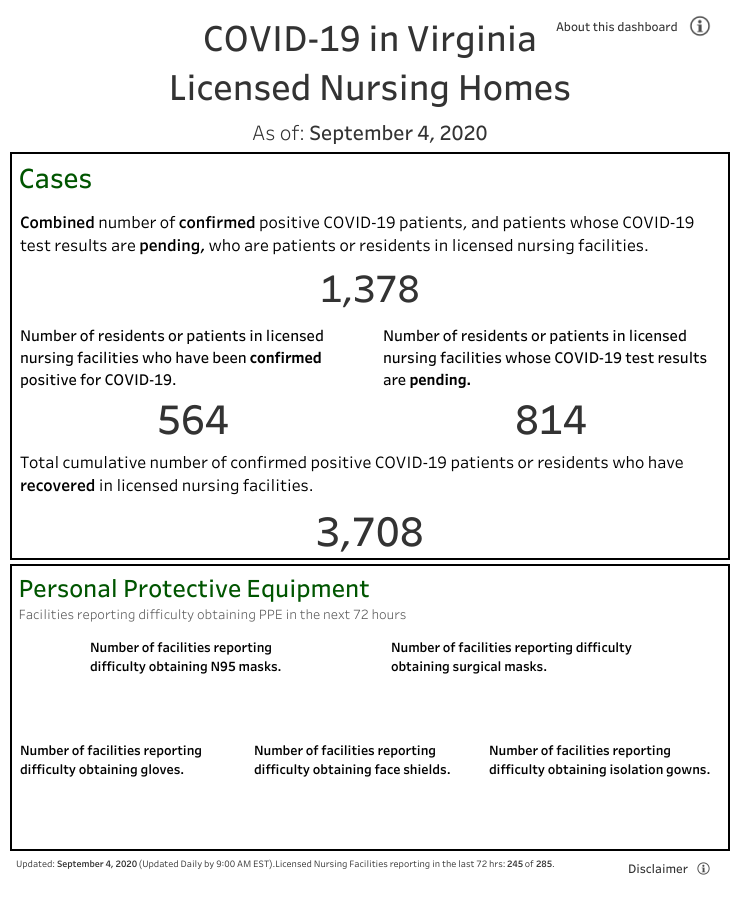 COVID-19 in Virginia
About this dashboard
Licensed Nursing Homes
As of: September 4, 2020
Cases
Combined number of confirmed positive COVID-19 patients, and patients whose COVID-19
test results are pending, who are patients or residents in licensed nursing facilities.
1,378
Number of residents or patients in licensed
nursing facilities who have been confirmed
positive for COVID-19.
564
Number of residents or patients in licensed
nursing facilities whose COVID-19 test results
are pending.
814
Total cumulative number of confirmed positive COVID-19 patients or residents who have
recovered in licensed nursing facilities.
3,708
Personal Protective Equipment
Facilities reporting difficulty obtaining PPE in the next 72 hours
Number of facilities reporting
difficulty obtaining N95 masks.
Number of facilities reporting difficulty
obtaining surgical masks.
Number of facilities reporting
difficulty obtaining gloves.
Number of facilities reporting
difficulty obtaining face shields.
Number of facilities reporting
difficulty obtaining isolation gowns.
Updated: September 4, 2020 (Updated Daily by 9:00 AM EST).Licensed Nursing Facilities reporting in the last 72 hrs: 245 of 285.
Disclaimer